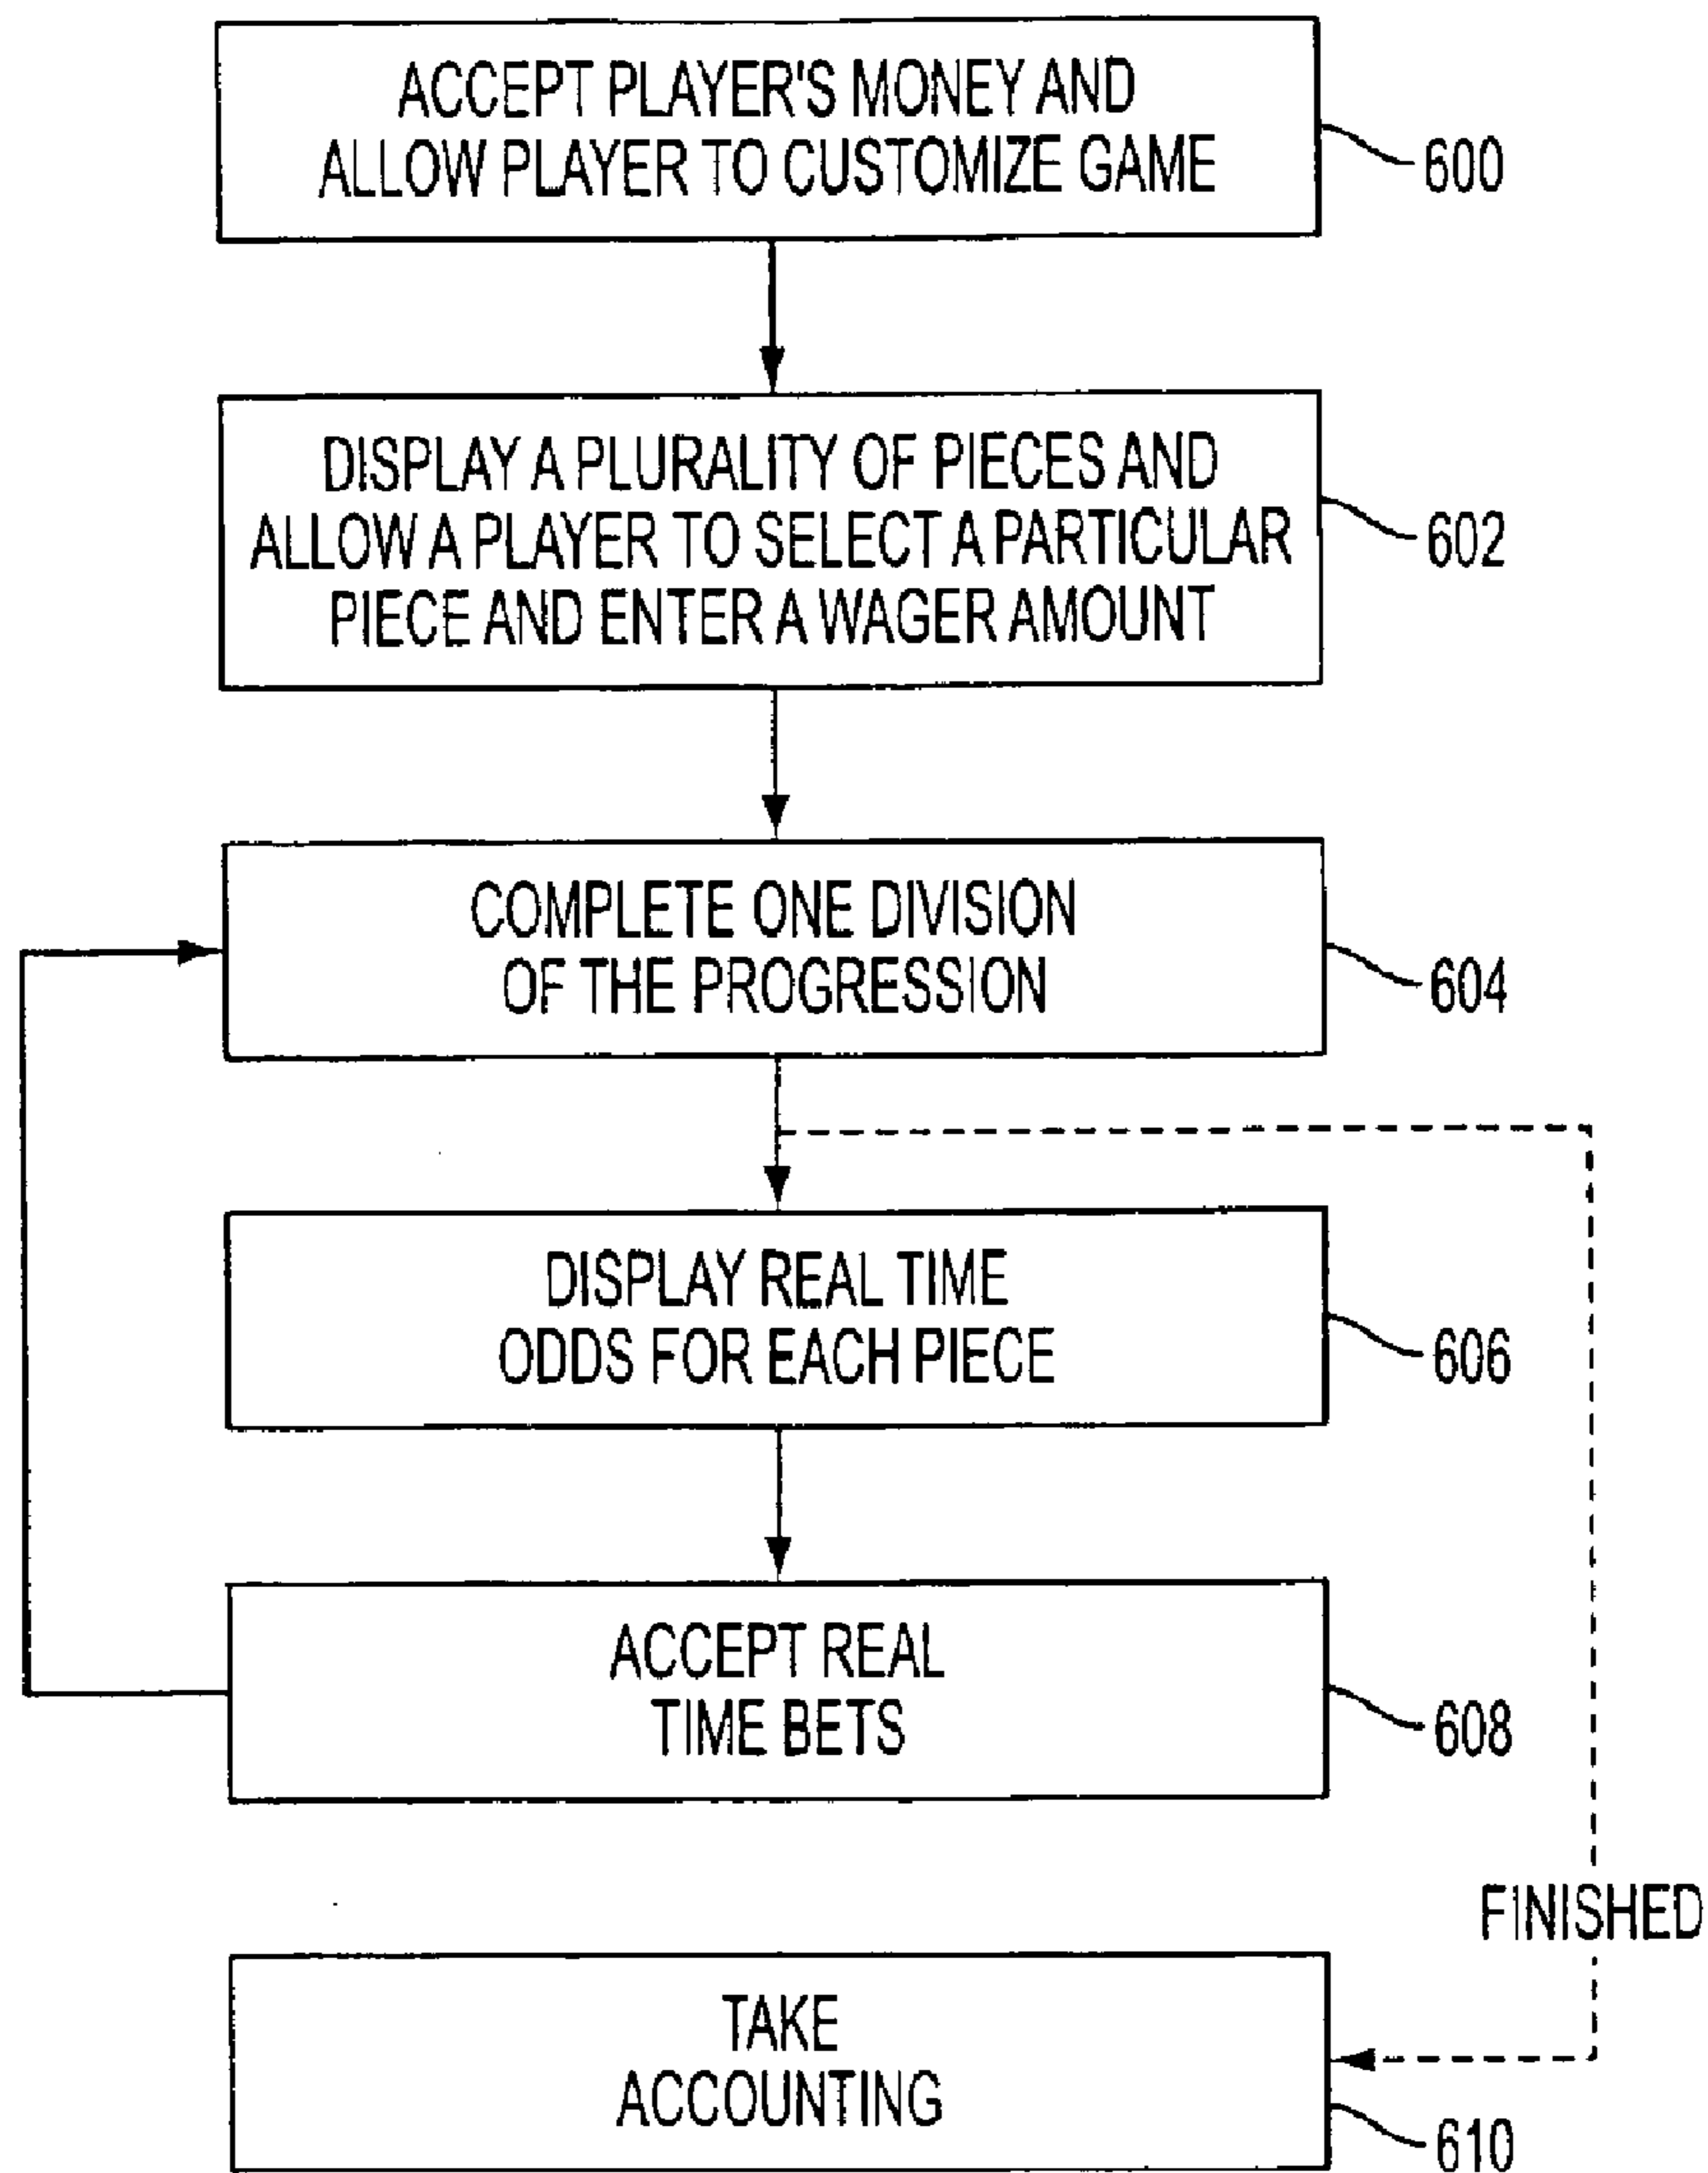 ACCEPT PLAYER'S MONEY AND
ALLOW PLAYER TO CUSTOMIZE GAME
600
DISPLAY A PLURALITY OF PIECES AND
ALLOW A PLAYER TO SELECT A PARTICULAR
PIECE AND ENTER A WAGER AMOUNT
602
COMPLETE ONE DIVISION
OF THE PROGRESSION
604
DISPLAY REAL TIME
ODDS FOR EACH PIECE
606
ACCEPT REAL
TIME BETS
608
FINISHED
TAKE
ACCOUNTING
610